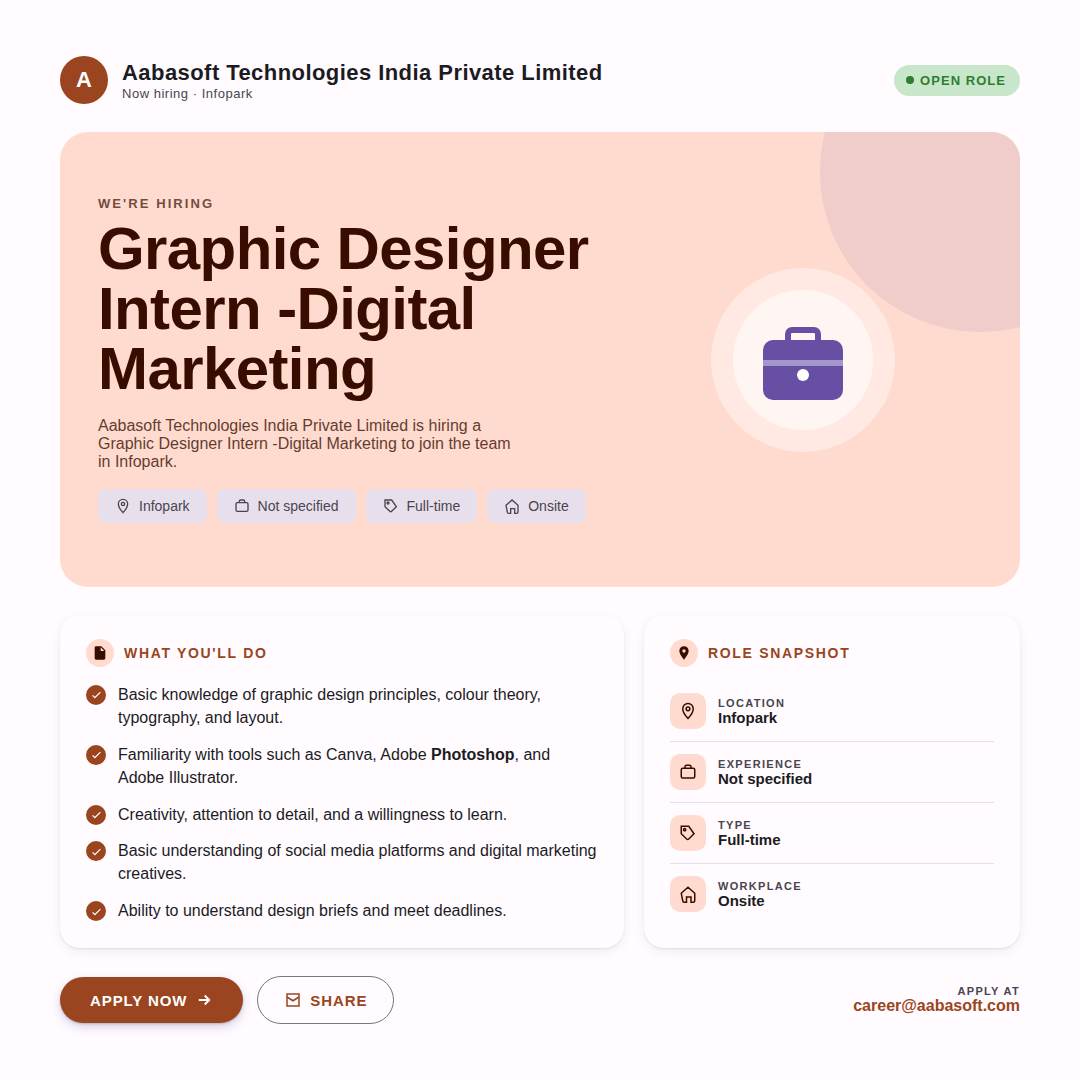 A
Aabasoft Technologies India Private Limited
Now hiring · Infopark
OPEN ROLE
WE'RE HIRING
Graphic Designer
Intern -Digital
Marketing
Aabasoft Technologies India Private Limited is hiring a
Graphic Designer Intern -Digital Marketing to join the team
in Infopark.
Infopark
Not specified
Full-time
Onsite
WHAT YOU'LL DO
Basic knowledge of graphic design principles, colour theory,
typography, and layout.
Familiarity with tools such as Canva, Adobe Photoshop, and
Adobe Illustrator.
Creativity, attention to detail, and a willingness to learn.
Basic understanding of social media platforms and digital marketing
creatives.
Ability to understand design briefs and meet deadlines.
ROLE SNAPSHOT
LOCATION
Infopark
EXPERIENCE
Not specified
TYPE
Full-time
WORKPLACE
Onsite
APPLY NOW
SHARE
APPLY AT
career@aabasoft.com